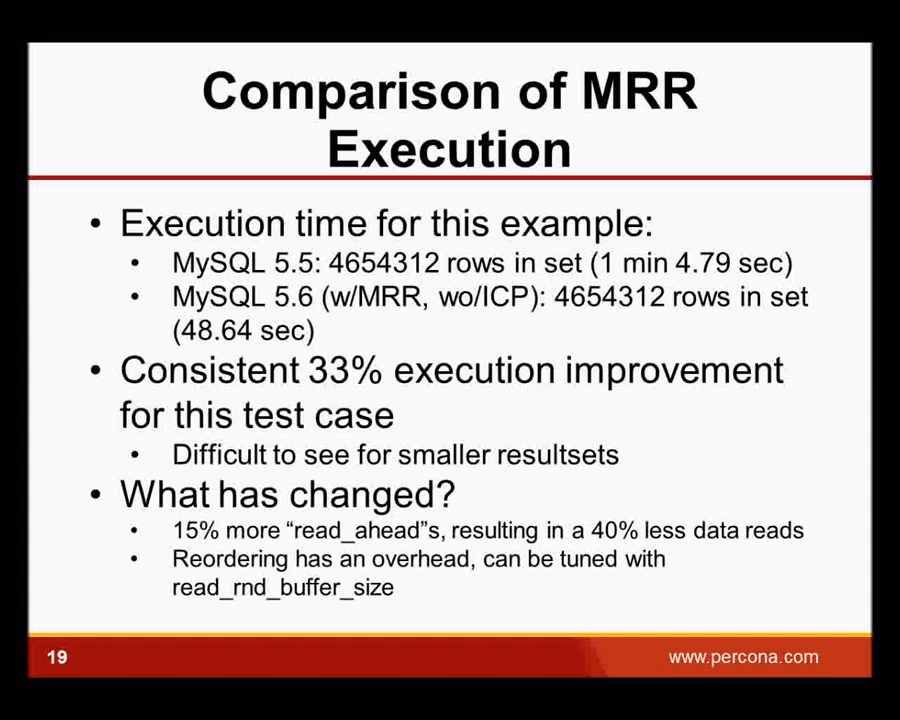 Comparison of MRR
Execution
• Execution time for this example:
• MySQL 5.5: 4654312 rows in set (1 min 4.79 sec)
• MySQL 5.6 (w/MRR, wo/ICP): 4654312 rows in set
(48.64 sec)
• Consistent 33% execution improvement
for this test case
• Difficult to see for smaller resultsets
• What has changed?
• 15% more “read_ahead”s, resulting in a 40% less data reads
• Reordering has an overhead, can be tuned with
read_rnd_buffer_size
19
www.percona.com